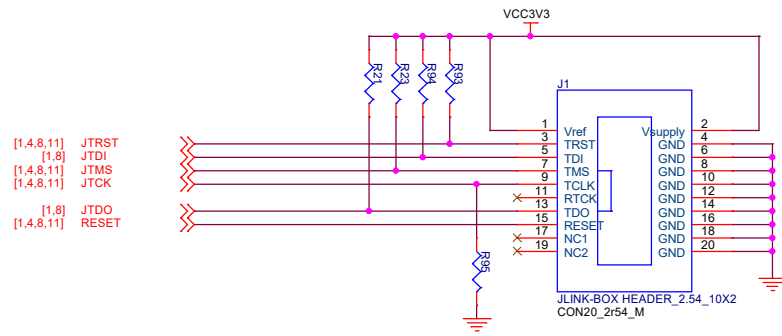 VCC3V3
R21
R23
R94
R93
J1
1 Vref Vsupply 2
[1,4,8,11] JTRST 3 TRST GND 4
[1,8] JTDI 5 TDI GND 6
[1,4,8,11] JTMS 7 TMS GND 8
[1,4,8,11] JTCK 9 TCLK GND 10
11 RTCK GND 12
[1,8] JTDO 13 TDO GND 14
[1,4,8,11] RESET 15 RESET GND 16
17 NC1 GND 18
19 NC2 GND 20
R95
JLINK-BOX HEADER_2.54_10X2
CON20_2r54_M